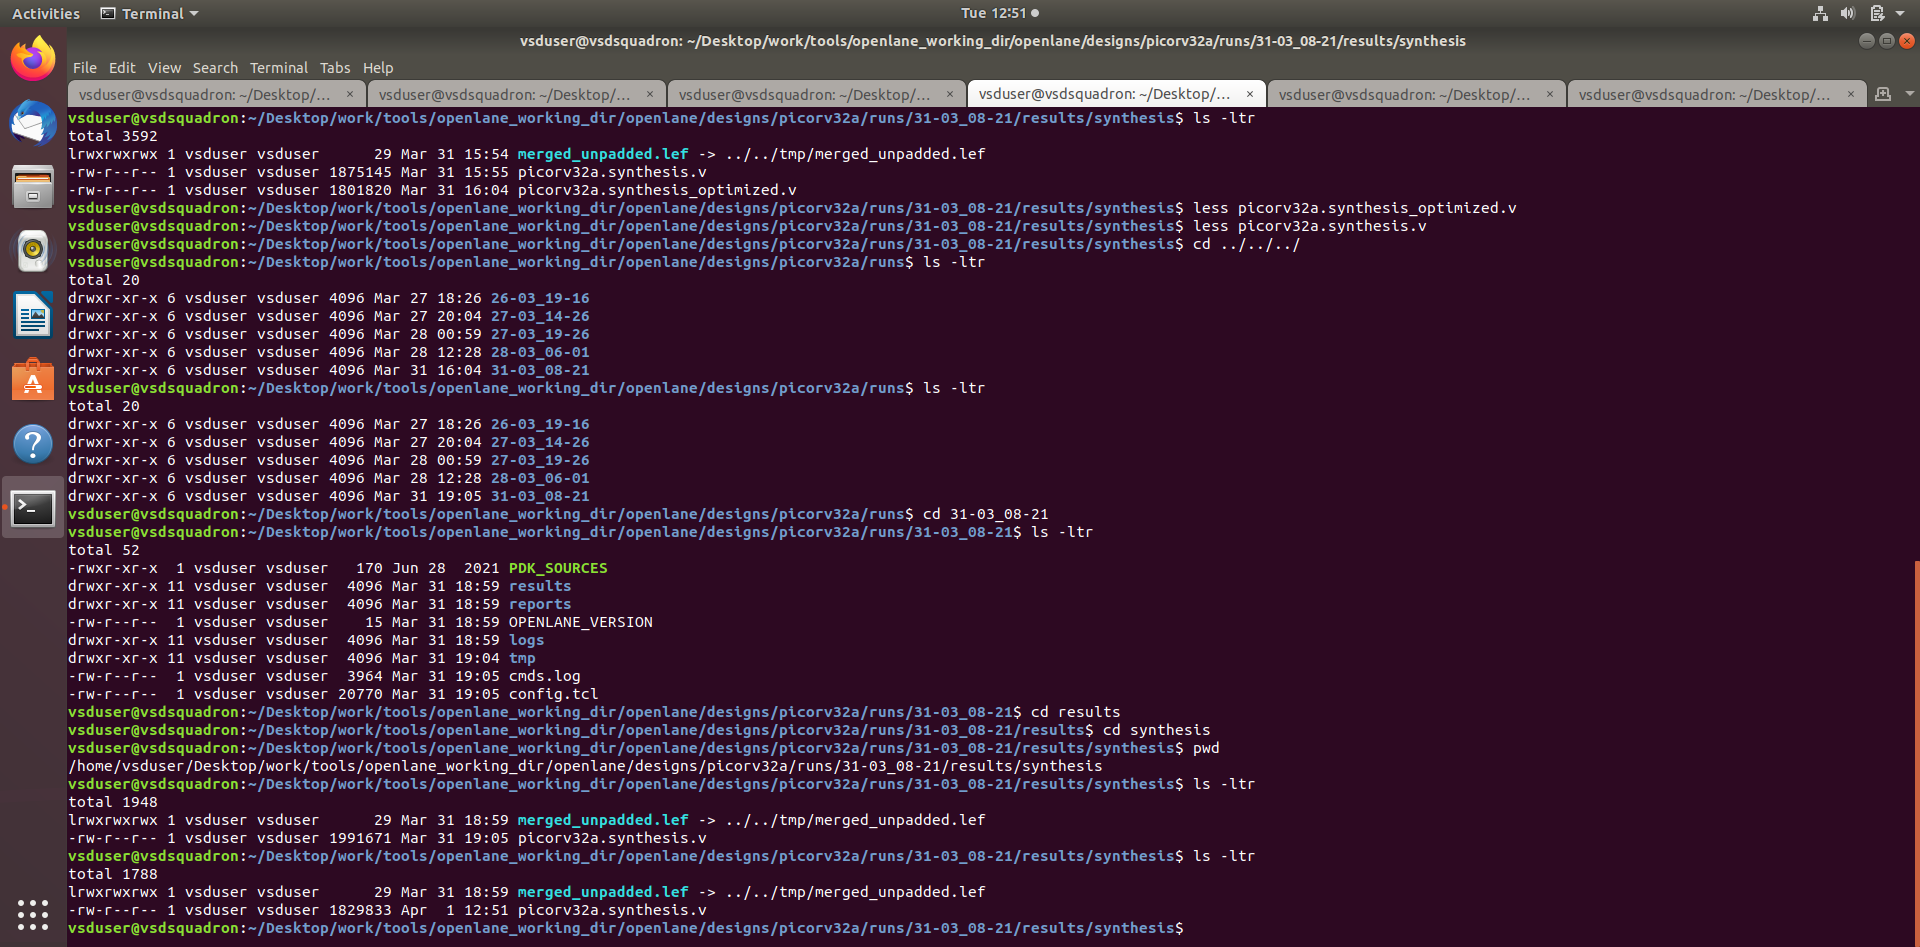 Activities Terminal Tue 12:51
vsduser@vsdsquadron: ~/Desktop/work/tools/openlane_working_dir/openlane/designs/picorv32a/runs/31-03_08-21/results/synthesis
File Edit View Search Terminal Tabs Help
vsduser@vsdsquadron: ~/Desktop/... × vsduser@vsdsquadron: ~/Desktop/... × vsduser@vsdsquadron: ~/Desktop/... × vsduser@vsdsquadron: ~/Desktop/... × vsduser@vsdsquadron: ~/Desktop/... × vsduser@vsdsquadron: ~/Desktop/... ×
vsduser@vsdsquadron:~/Desktop/work/tools/openlane_working_dir/openlane/designs/picorv32a/runs/31-03_08-21/results/synthesis$ ls -ltr
total 3592
lrwxrwxrwx 1 vsduser vsduser      29 Mar 31 15:54 merged_unpadded.lef -> ../../tmp/merged_unpadded.lef
-rw-r--r-- 1 vsduser vsduser 1875145 Mar 31 15:55 picorv32a.synthesis.v
-rw-r--r-- 1 vsduser vsduser 1801820 Mar 31 16:04 picorv32a.synthesis_optimized.v
vsduser@vsdsquadron:~/Desktop/work/tools/openlane_working_dir/openlane/designs/picorv32a/runs/31-03_08-21/results/synthesis$ less picorv32a.synthesis_optimized.v
vsduser@vsdsquadron:~/Desktop/work/tools/openlane_working_dir/openlane/designs/picorv32a/runs/31-03_08-21/results/synthesis$ less picorv32a.synthesis.v
vsduser@vsdsquadron:~/Desktop/work/tools/openlane_working_dir/openlane/designs/picorv32a/runs/31-03_08-21/results/synthesis$ cd ../../../
vsduser@vsdsquadron:~/Desktop/work/tools/openlane_working_dir/openlane/designs/picorv32a/runs$ ls -ltr
total 20
drwxr-xr-x 6 vsduser vsduser 4096 Mar 27 18:26 26-03_19-16
drwxr-xr-x 6 vsduser vsduser 4096 Mar 27 20:04 27-03_14-26
drwxr-xr-x 6 vsduser vsduser 4096 Mar 28 00:59 27-03_19-26
drwxr-xr-x 6 vsduser vsduser 4096 Mar 28 12:28 28-03_06-01
drwxr-xr-x 6 vsduser vsduser 4096 Mar 31 16:04 31-03_08-21
vsduser@vsdsquadron:~/Desktop/work/tools/openlane_working_dir/openlane/designs/picorv32a/runs$ ls -ltr
total 20
drwxr-xr-x 6 vsduser vsduser 4096 Mar 27 18:26 26-03_19-16
drwxr-xr-x 6 vsduser vsduser 4096 Mar 27 20:04 27-03_14-26
drwxr-xr-x 6 vsduser vsduser 4096 Mar 28 00:59 27-03_19-26
drwxr-xr-x 6 vsduser vsduser 4096 Mar 28 12:28 28-03_06-01
drwxr-xr-x 6 vsduser vsduser 4096 Mar 31 19:05 31-03_08-21
vsduser@vsdsquadron:~/Desktop/work/tools/openlane_working_dir/openlane/designs/picorv32a/runs$ cd 31-03_08-21
vsduser@vsdsquadron:~/Desktop/work/tools/openlane_working_dir/openlane/designs/picorv32a/runs/31-03_08-21$ ls -ltr
total 52
-rwxr-xr-x  1 vsduser vsduser   170 Jun 28  2021 PDK_SOURCES
drwxr-xr-x 11 vsduser vsduser  4096 Mar 31 18:59 results
drwxr-xr-x 11 vsduser vsduser  4096 Mar 31 18:59 reports
-rw-r--r--  1 vsduser vsduser    15 Mar 31 18:59 OPENLANE_VERSION
drwxr-xr-x 11 vsduser vsduser  4096 Mar 31 18:59 logs
drwxr-xr-x 11 vsduser vsduser  4096 Mar 31 19:04 tmp
-rw-r--r--  1 vsduser vsduser  3964 Mar 31 19:05 cmds.log
-rw-r--r--  1 vsduser vsduser 20770 Mar 31 19:05 config.tcl
vsduser@vsdsquadron:~/Desktop/work/tools/openlane_working_dir/openlane/designs/picorv32a/runs/31-03_08-21$ cd results
vsduser@vsdsquadron:~/Desktop/work/tools/openlane_working_dir/openlane/designs/picorv32a/runs/31-03_08-21/results$ cd synthesis
vsduser@vsdsquadron:~/Desktop/work/tools/openlane_working_dir/openlane/designs/picorv32a/runs/31-03_08-21/results/synthesis$ pwd
/home/vsduser/Desktop/work/tools/openlane_working_dir/openlane/designs/picorv32a/runs/31-03_08-21/results/synthesis
vsduser@vsdsquadron:~/Desktop/work/tools/openlane_working_dir/openlane/designs/picorv32a/runs/31-03_08-21/results/synthesis$ ls -ltr
total 1948
lrwxrwxrwx 1 vsduser vsduser      29 Mar 31 18:59 merged_unpadded.lef -> ../../tmp/merged_unpadded.lef
-rw-r--r-- 1 vsduser vsduser 1991671 Mar 31 19:05 picorv32a.synthesis.v
vsduser@vsdsquadron:~/Desktop/work/tools/openlane_working_dir/openlane/designs/picorv32a/runs/31-03_08-21/results/synthesis$ ls -ltr
total 1788
lrwxrwxrwx 1 vsduser vsduser      29 Mar 31 18:59 merged_unpadded.lef -> ../../tmp/merged_unpadded.lef
-rw-r--r-- 1 vsduser vsduser 1829833 Apr  1 12:51 picorv32a.synthesis.v
vsduser@vsdsquadron:~/Desktop/work/tools/openlane_working_dir/openlane/designs/picorv32a/runs/31-03_08-21/results/synthesis$